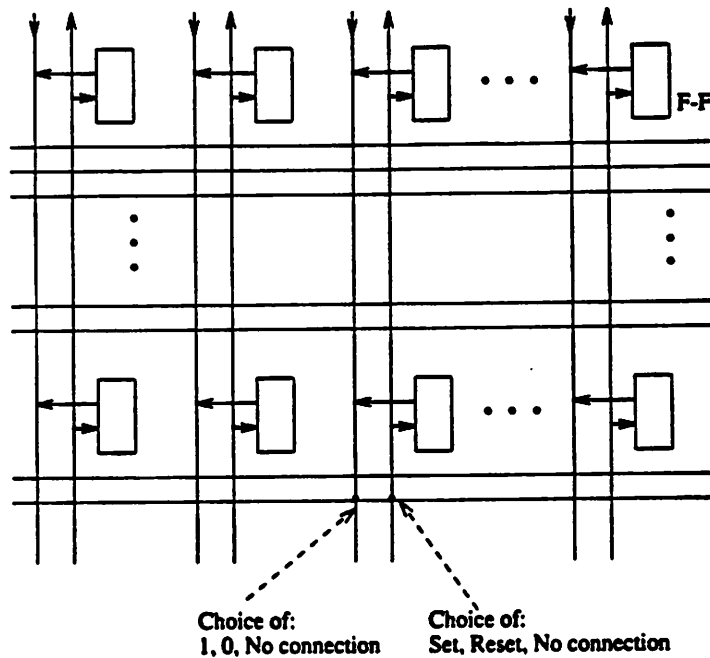 F-F
Choice of:
1, 0, No connection
Choice of:
Set, Reset, No connection